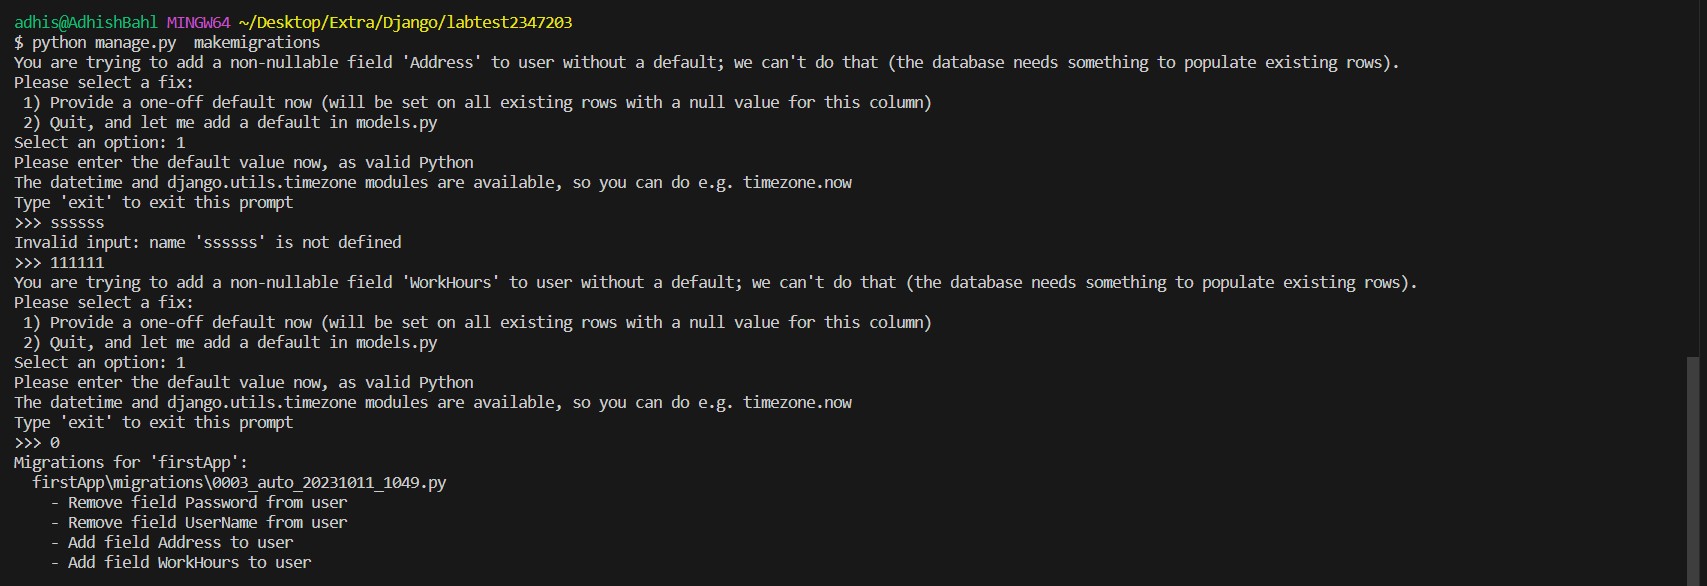 adhis@AdhishBahl MINGW64 ~/Desktop/Extra/Django/labtest2347203
$ python manage.py  makemigrations
You are trying to add a non-nullable field 'Address' to user without a default; we can't do that (the database needs something to populate existing rows).
Please select a fix:
 1) Provide a one-off default now (will be set on all existing rows with a null value for this column)
 2) Quit, and let me add a default in models.py
Select an option: 1
Please enter the default value now, as valid Python
The datetime and django.utils.timezone modules are available, so you can do e.g. timezone.now
Type 'exit' to exit this prompt
>>> ssssss
Invalid input: name 'ssssss' is not defined
>>> 111111
You are trying to add a non-nullable field 'WorkHours' to user without a default; we can't do that (the database needs something to populate existing rows).
Please select a fix:
 1) Provide a one-off default now (will be set on all existing rows with a null value for this column)
 2) Quit, and let me add a default in models.py
Select an option: 1
Please enter the default value now, as valid Python
The datetime and django.utils.timezone modules are available, so you can do e.g. timezone.now
Type 'exit' to exit this prompt
>>> 0
Migrations for 'firstApp':
  firstApp\migrations\0003_auto_20231011_1049.py
    - Remove field Password from user
    - Remove field UserName from user
    - Add field Address to user
    - Add field WorkHours to user